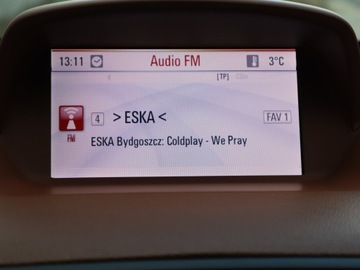 13:11 Audio FM 3°C
[TP]
4 > ESKA < FAV 1
FM ESKA Bydgoszcz: Coldplay - We Pray